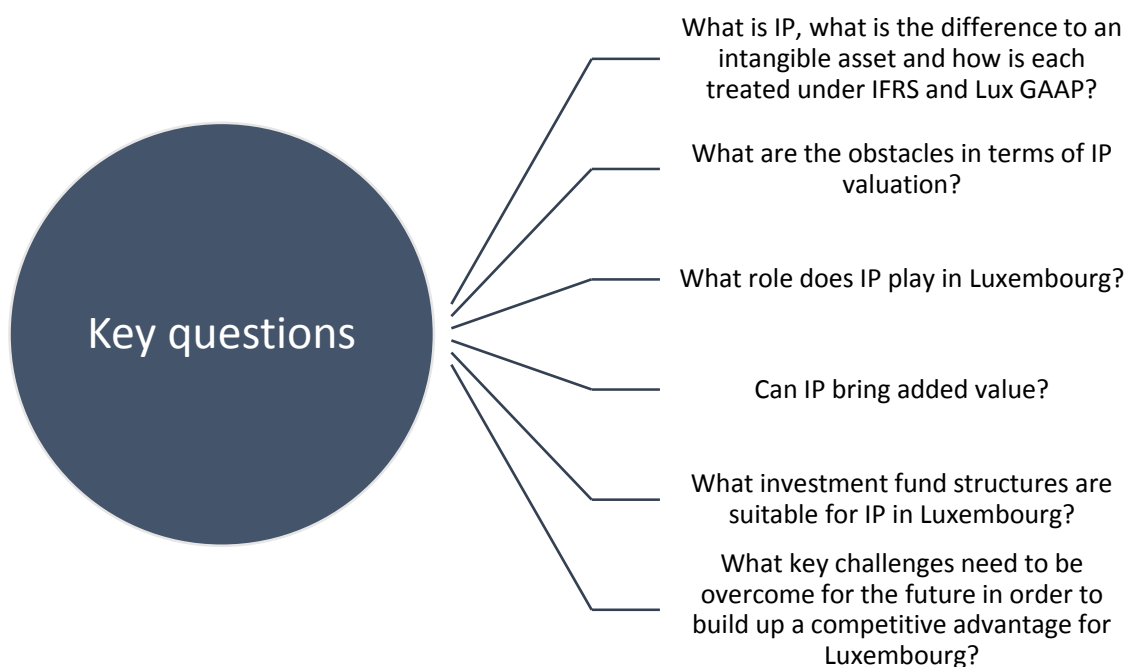 Key questions
What is IP, what is the difference to an
intangible asset and how is each
treated under IFRS and Lux GAAP?
What are the obstacles in terms of IP
valuation?
What role does IP play in Luxembourg?
Can IP bring added value?
What investment fund structures are
suitable for IP in Luxembourg?
What key challenges need to be
overcome for the future in order to
build up a competitive advantage for
Luxembourg?